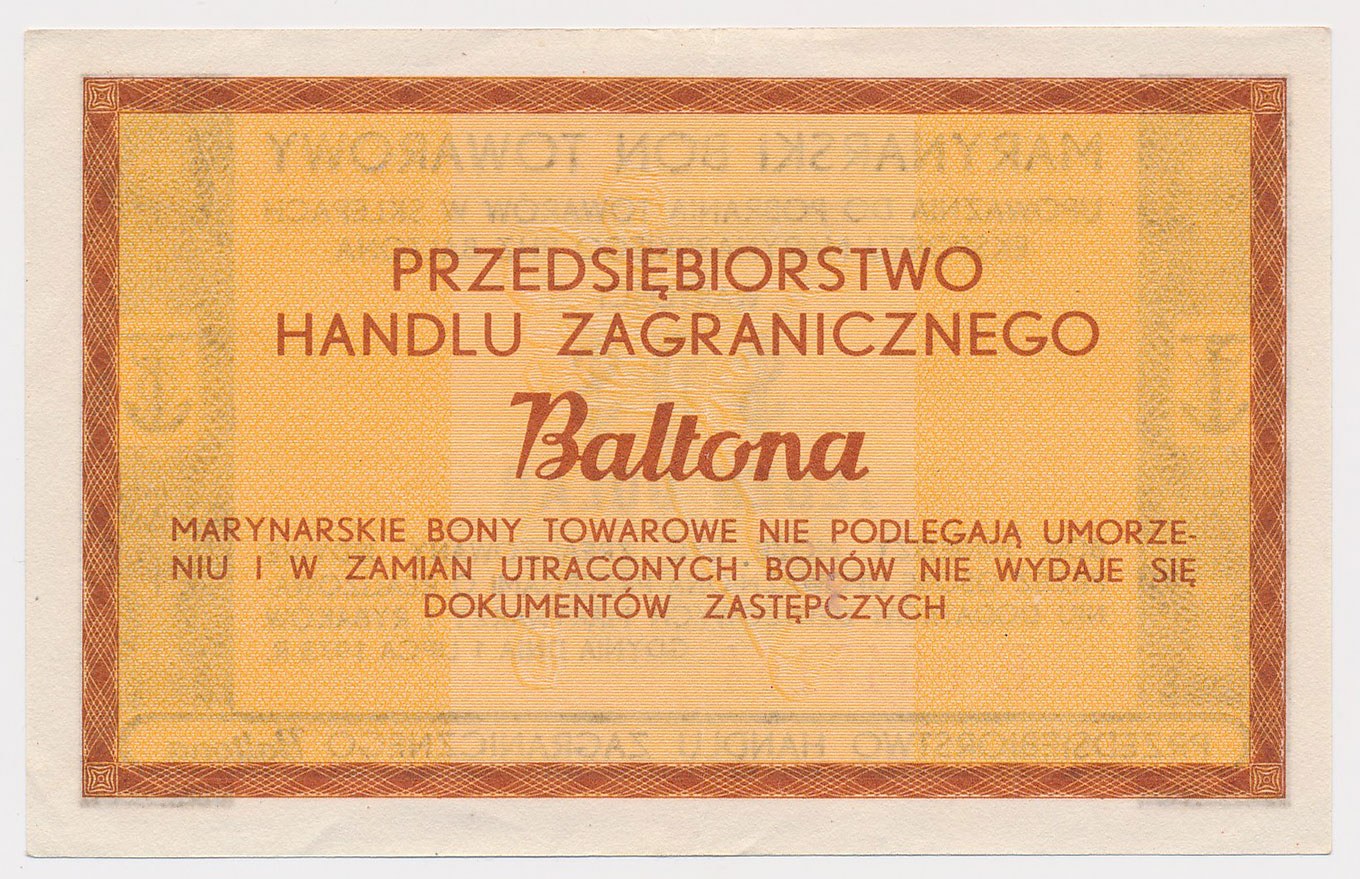 PRZEDSIĘBIORSTWO
HANDLU ZAGRANICZNEGO
Baltona
MARYNARSKIE BONY TOWAROWE NIE PODLEGAJĄ UMORZE-
NIU I W ZAMIAN UTRACONYCH BONÓW NIE WYDAJE SIĘ
DOKUMENTÓW ZASTĘPCZYCH